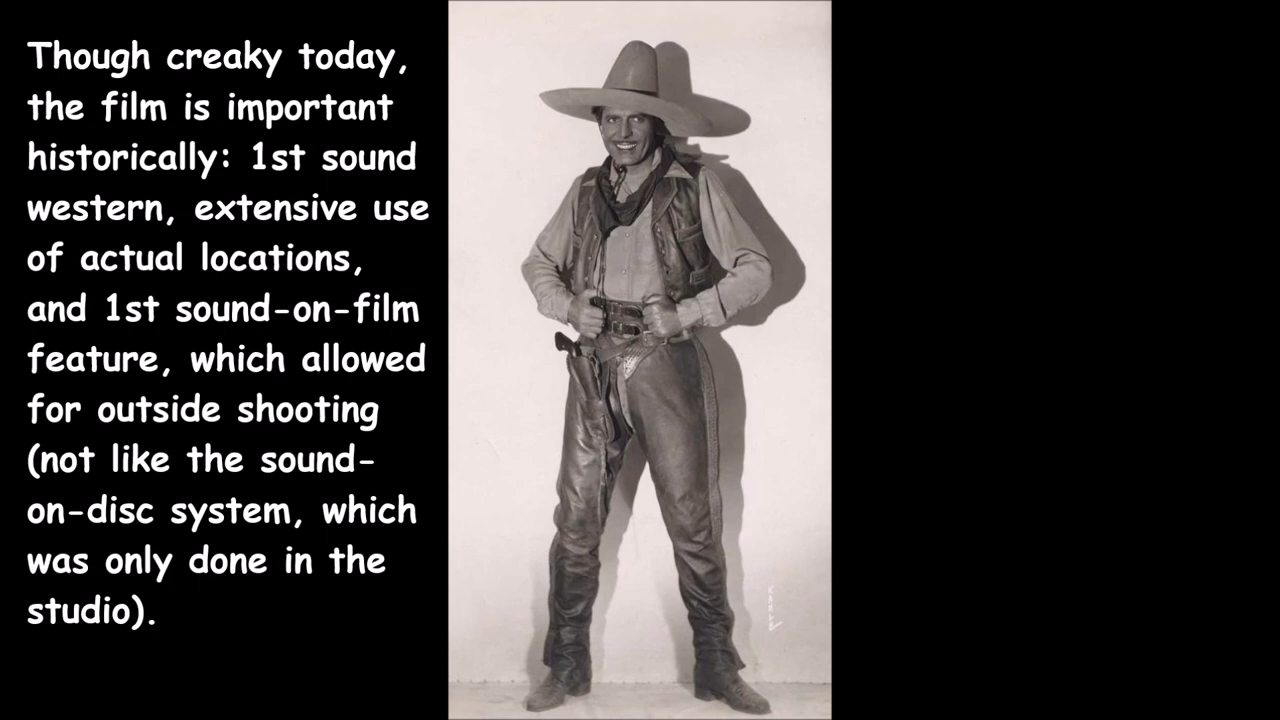 Though creaky today,
the film is important
historically: 1st sound
western, extensive use
of actual locations,
and 1st sound-on-film
feature, which allowed
for outside shooting
(not like the sound-
on-disc system, which
was only done in the
studio).